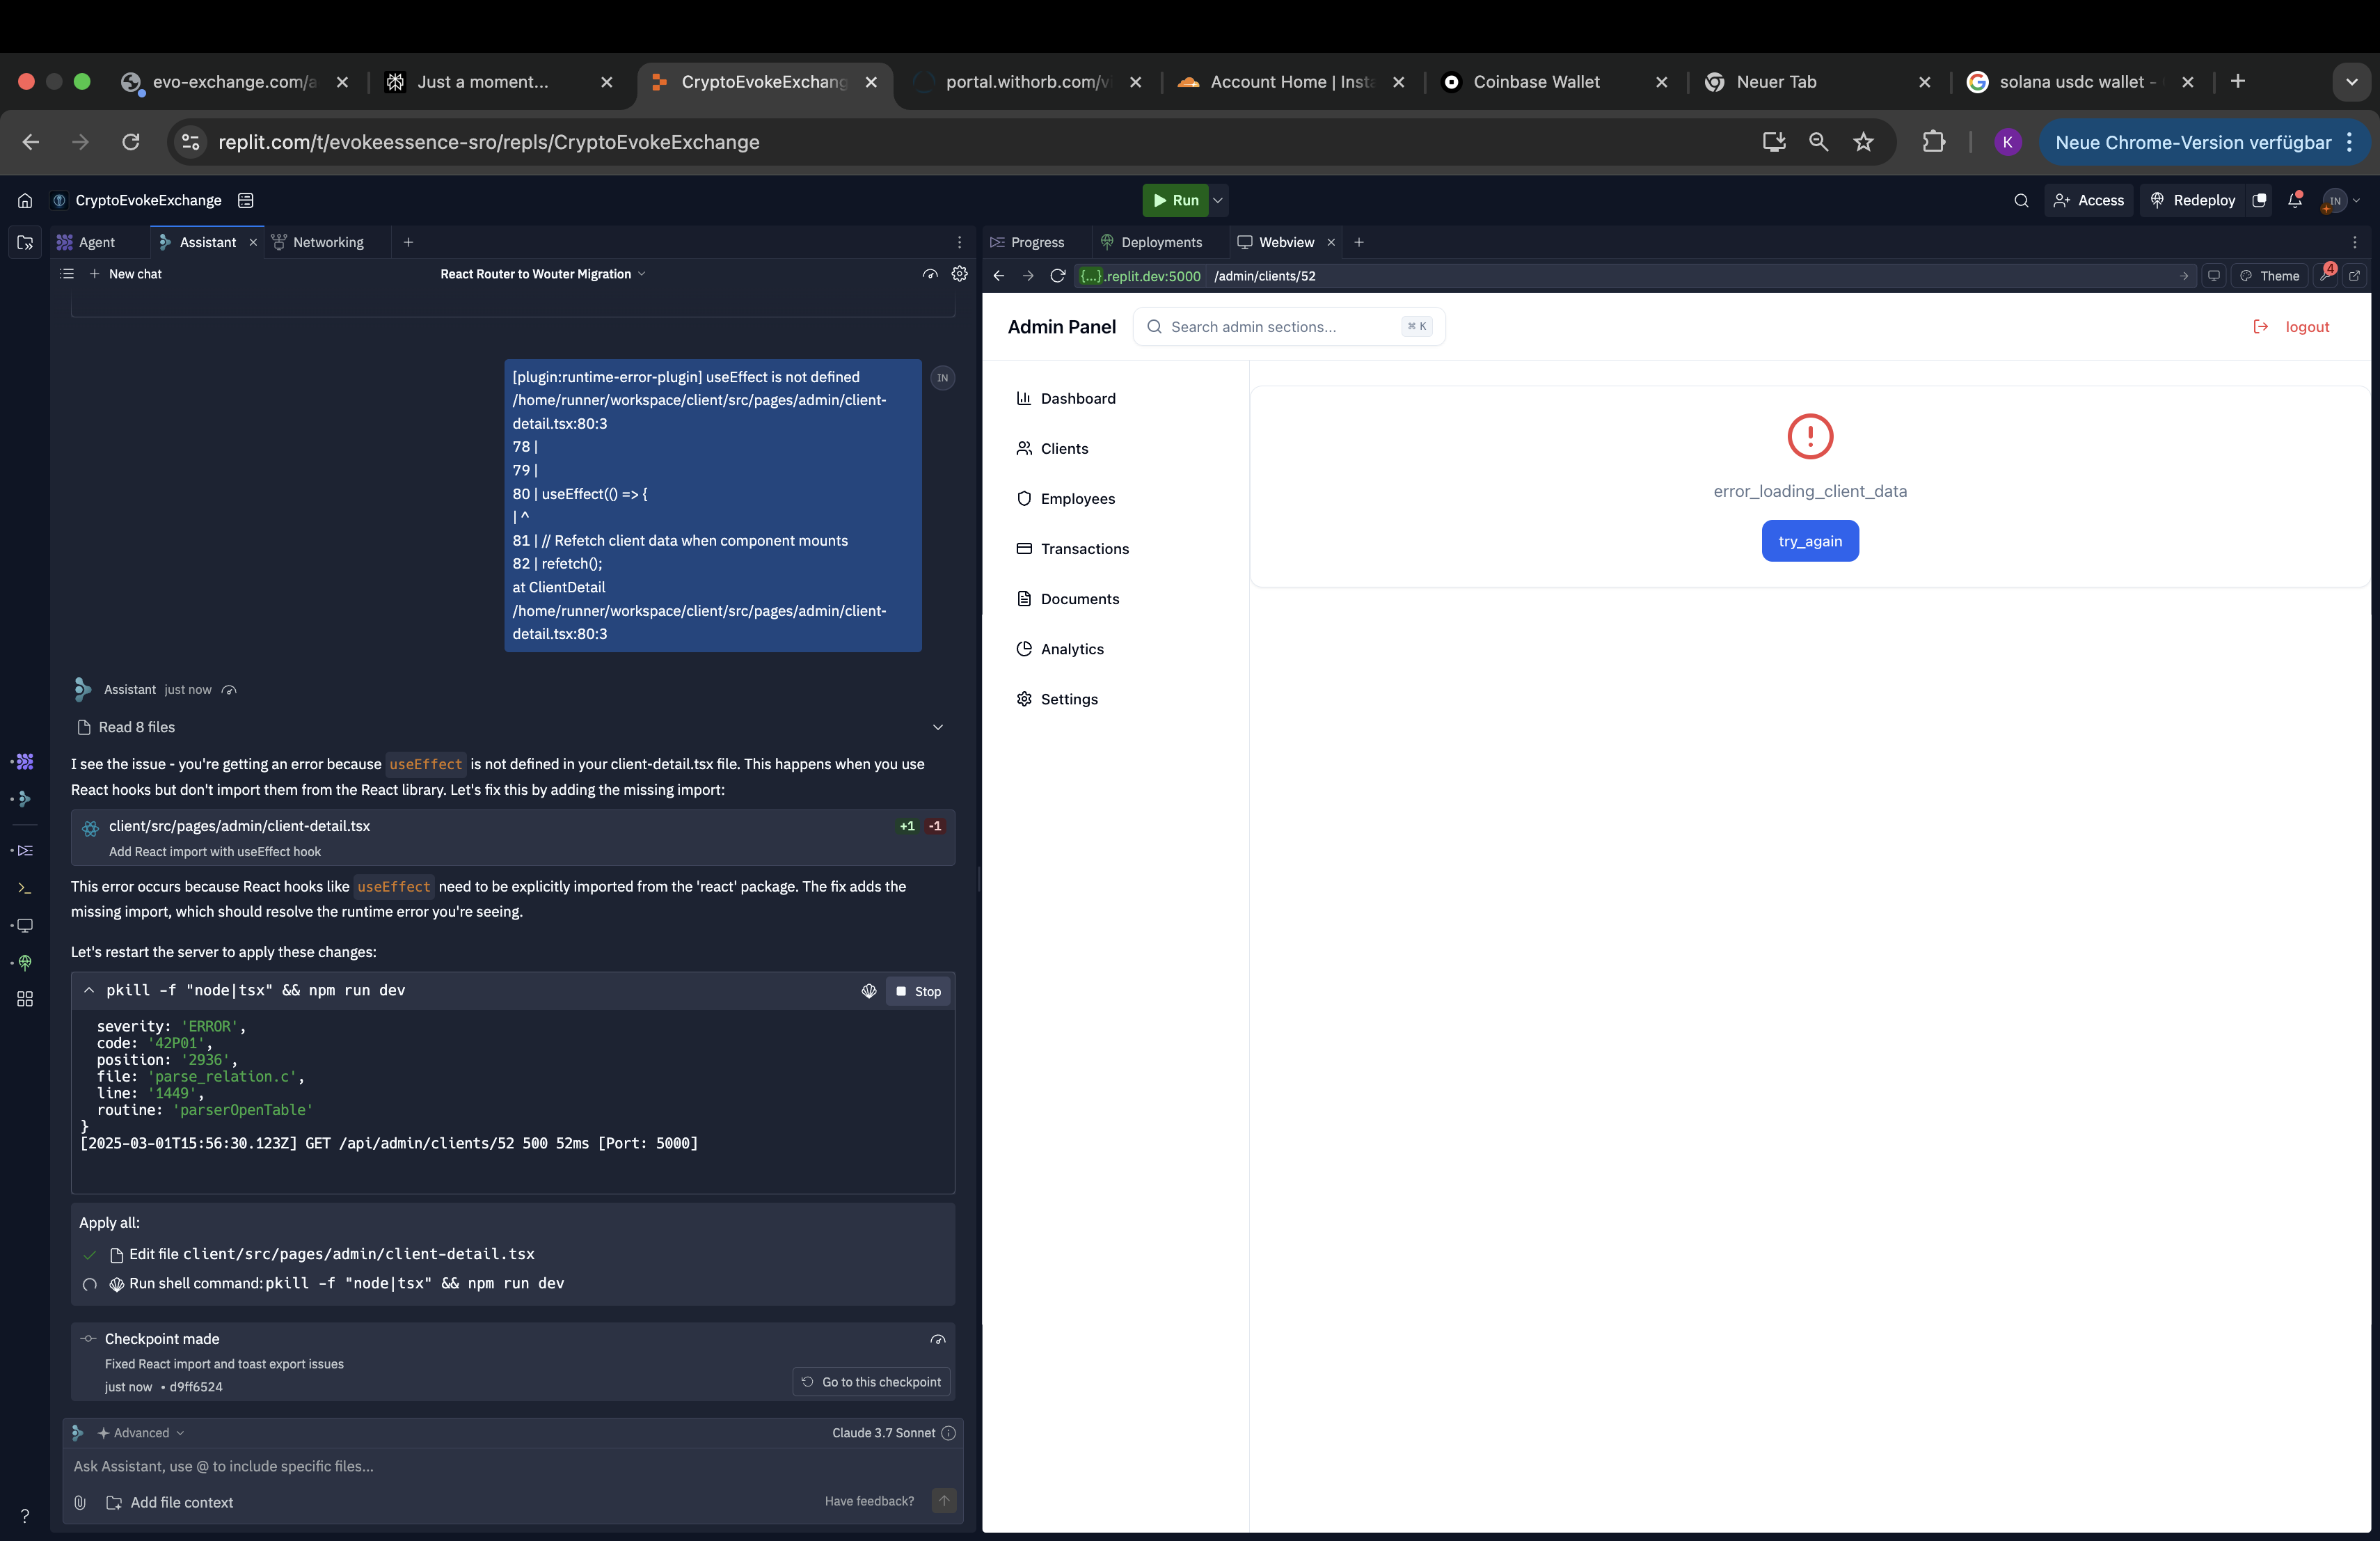 evo-exchange.com/a
Just a moment...
CryptoEvokeExchang
portal.withorb.com/vi
Account Home | Insta
Coinbase Wallet
Neuer Tab
solana usdc wallet -
replit.com/t/evokeessence-sro/repls/CryptoEvokeExchange
K
Neue Chrome-Version verfügbar
CryptoEvokeExchange
Run
Access
Redeploy
IN
Agent
Assistant
Networking
Progress
Deployments
Webview
New chat
React Router to Wouter Migration
{...}.replit.dev:5000
/admin/clients/52
Theme
4
[plugin:runtime-error-plugin] useEffect is not defined
/home/runner/workspace/client/src/pages/admin/client-
detail.tsx:80:3
78 |
79 |
80 | useEffect(() => {
| ^
81 | // Refetch client data when component mounts
82 | refetch();
at ClientDetail
/home/runner/workspace/client/src/pages/admin/client-
detail.tsx:80:3
IN
Assistant just now
Read 8 files
I see the issue - you're getting an error because useEffect is not defined in your client-detail.tsx file. This happens when you use
React hooks but don't import them from the React library. Let's fix this by adding the missing import:
client/src/pages/admin/client-detail.tsx
+1 -1
Add React import with useEffect hook
This error occurs because React hooks like useEffect need to be explicitly imported from the 'react' package. The fix adds the
missing import, which should resolve the runtime error you're seeing.
Let's restart the server to apply these changes:
pkill -f "node|tsx" && npm run dev
Stop
severity: 'ERROR',
code: '42P01',
position: '2936',
file: 'parse_relation.c',
line: '1449',
routine: 'parserOpenTable'
}
[2025-03-01T15:56:30.123Z] GET /api/admin/clients/52 500 52ms [Port: 5000]
Apply all:
Edit file client/src/pages/admin/client-detail.tsx
Run shell command: pkill -f "node|tsx" && npm run dev
Checkpoint made
Fixed React import and toast export issues
just now • d9ff6524
Go to this checkpoint
Advanced
Claude 3.7 Sonnet
Ask Assistant, use @ to include specific files...
Add file context
Have feedback?
?
Admin Panel
Search admin sections...
⌘ K
logout
Dashboard
Clients
Employees
Transactions
Documents
Analytics
Settings
error_loading_client_data
try_again